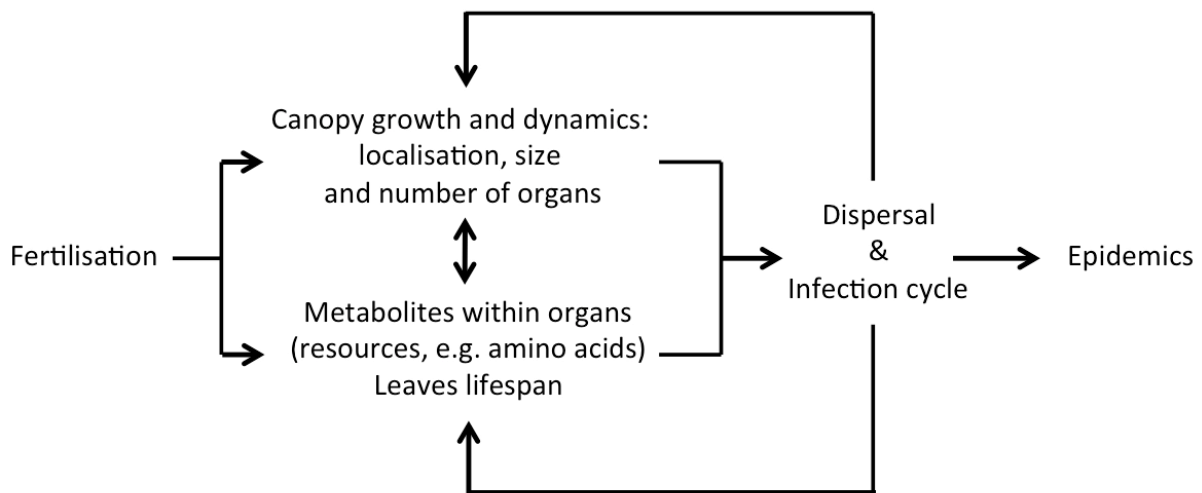 Canopy growth and dynamics:
localisation, size
and number of organs
Fertilisation
Metabolites within organs
(resources, e.g. amino acids)
Leaves lifespan
Dispersal
&
Infection cycle
Epidemics